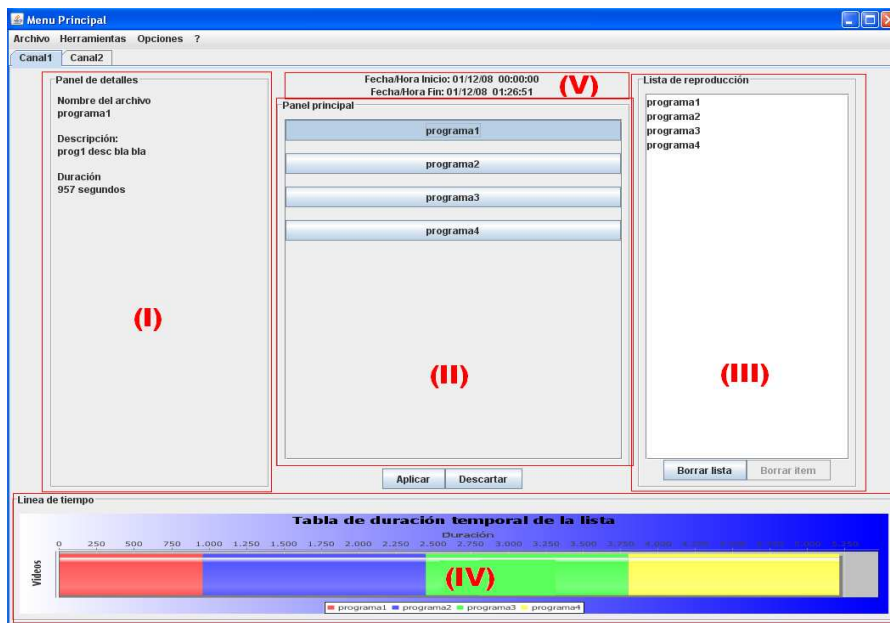 Menu Principal
Archivo Herramientas Opciones ?
Canal1 Canal2
Panel de detalles
Nombre del archivo
programa1
Descripción:
prog1 desc bla bla
Duración
957 segundos
(I)
Fecha/Hora Inicio: 01/12/08 00:00:00
Fecha/Hora Fin: 01/12/08 01:26:51
(V)
Panel principal
programa1
programa2
programa3
programa4
(II)
Aplicar Descartar
Lista de reproducción
programa1
programa2
programa3
programa4
(III)
Borrar lista Borrar item
Linea de tiempo
Tabla de duración temporal de la lista
Duración
0 250 500 750 1.000 1.250 1.500 1.750 2.000 2.250 2.500 2.750 3.000 3.250 3.500 3.750
Vídeos
(IV)
programa1 programa2 programa3 programa4